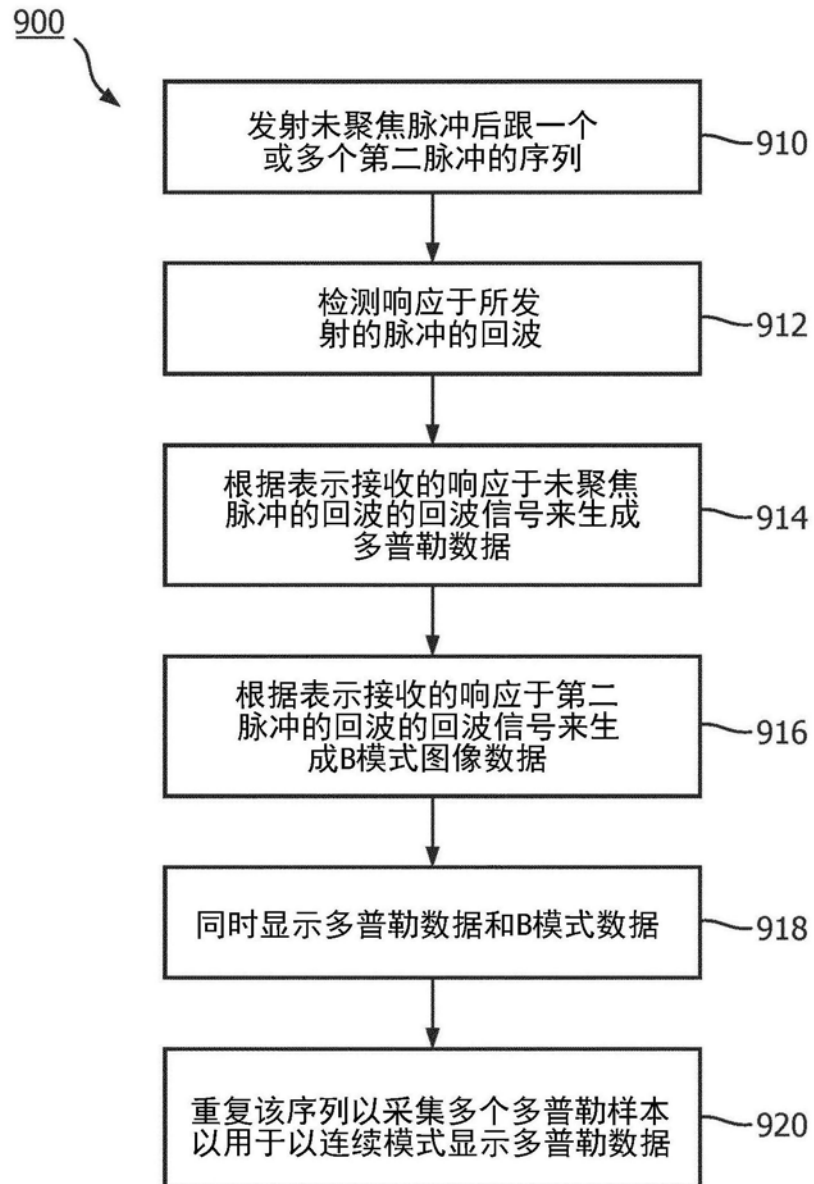 900
发射未聚焦脉冲后跟一个
或多个第二脉冲的序列
910
检测响应于所发
射的脉冲的回波
912
根据表示接收的响应于未聚焦
脉冲的回波的回波信号来生成
多普勒数据
914
根据表示接收的响应于第二
脉冲的回波的回波信号来生
成B模式图像数据
916
同时显示多普勒数据和B模式数据
918
重复该序列以采集多个多普勒样本
以用于以连续模式显示多普勒数据
920